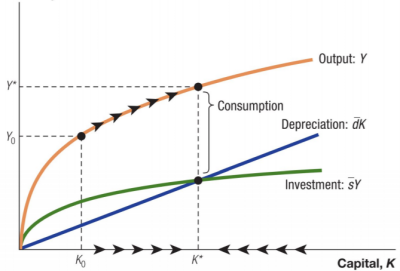 Output: Y
Y*
Consumption
Depreciation: d̄K
Y₀
Investment: s̄Y
K₀
K*
Capital, K